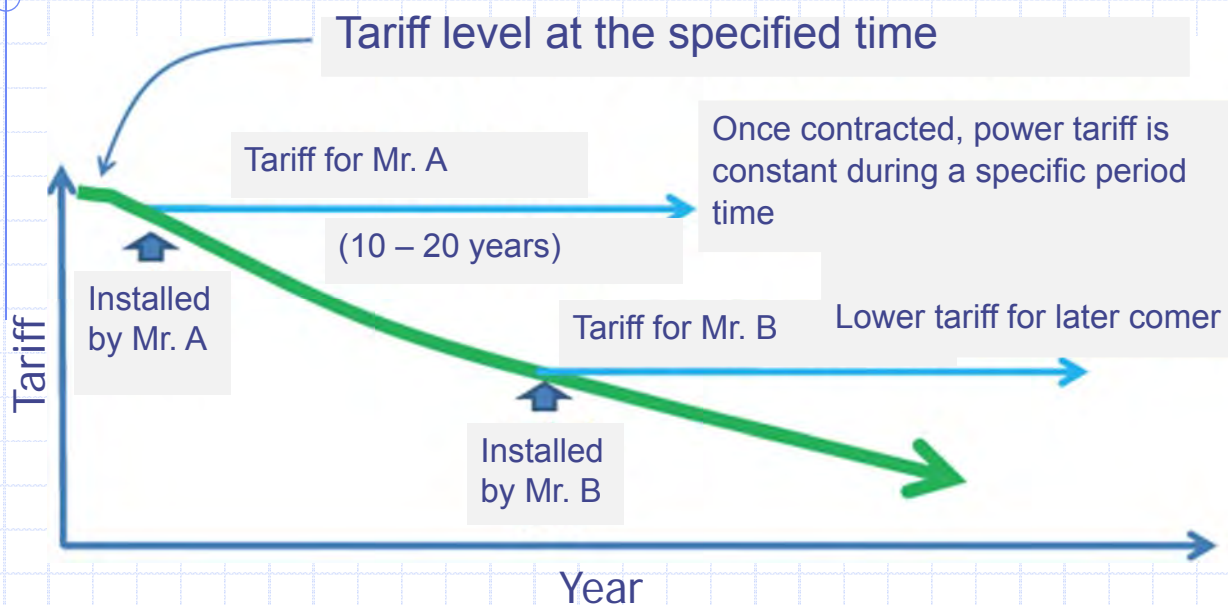 Tariff level at the specified time
Tariff for Mr. A
Once contracted, power tariff is
constant during a specific period
time
(10 – 20 years)
Installed
by Mr. A
Tariff for Mr. B
Lower tariff for later comer
Tariff
Installed
by Mr. B
Year